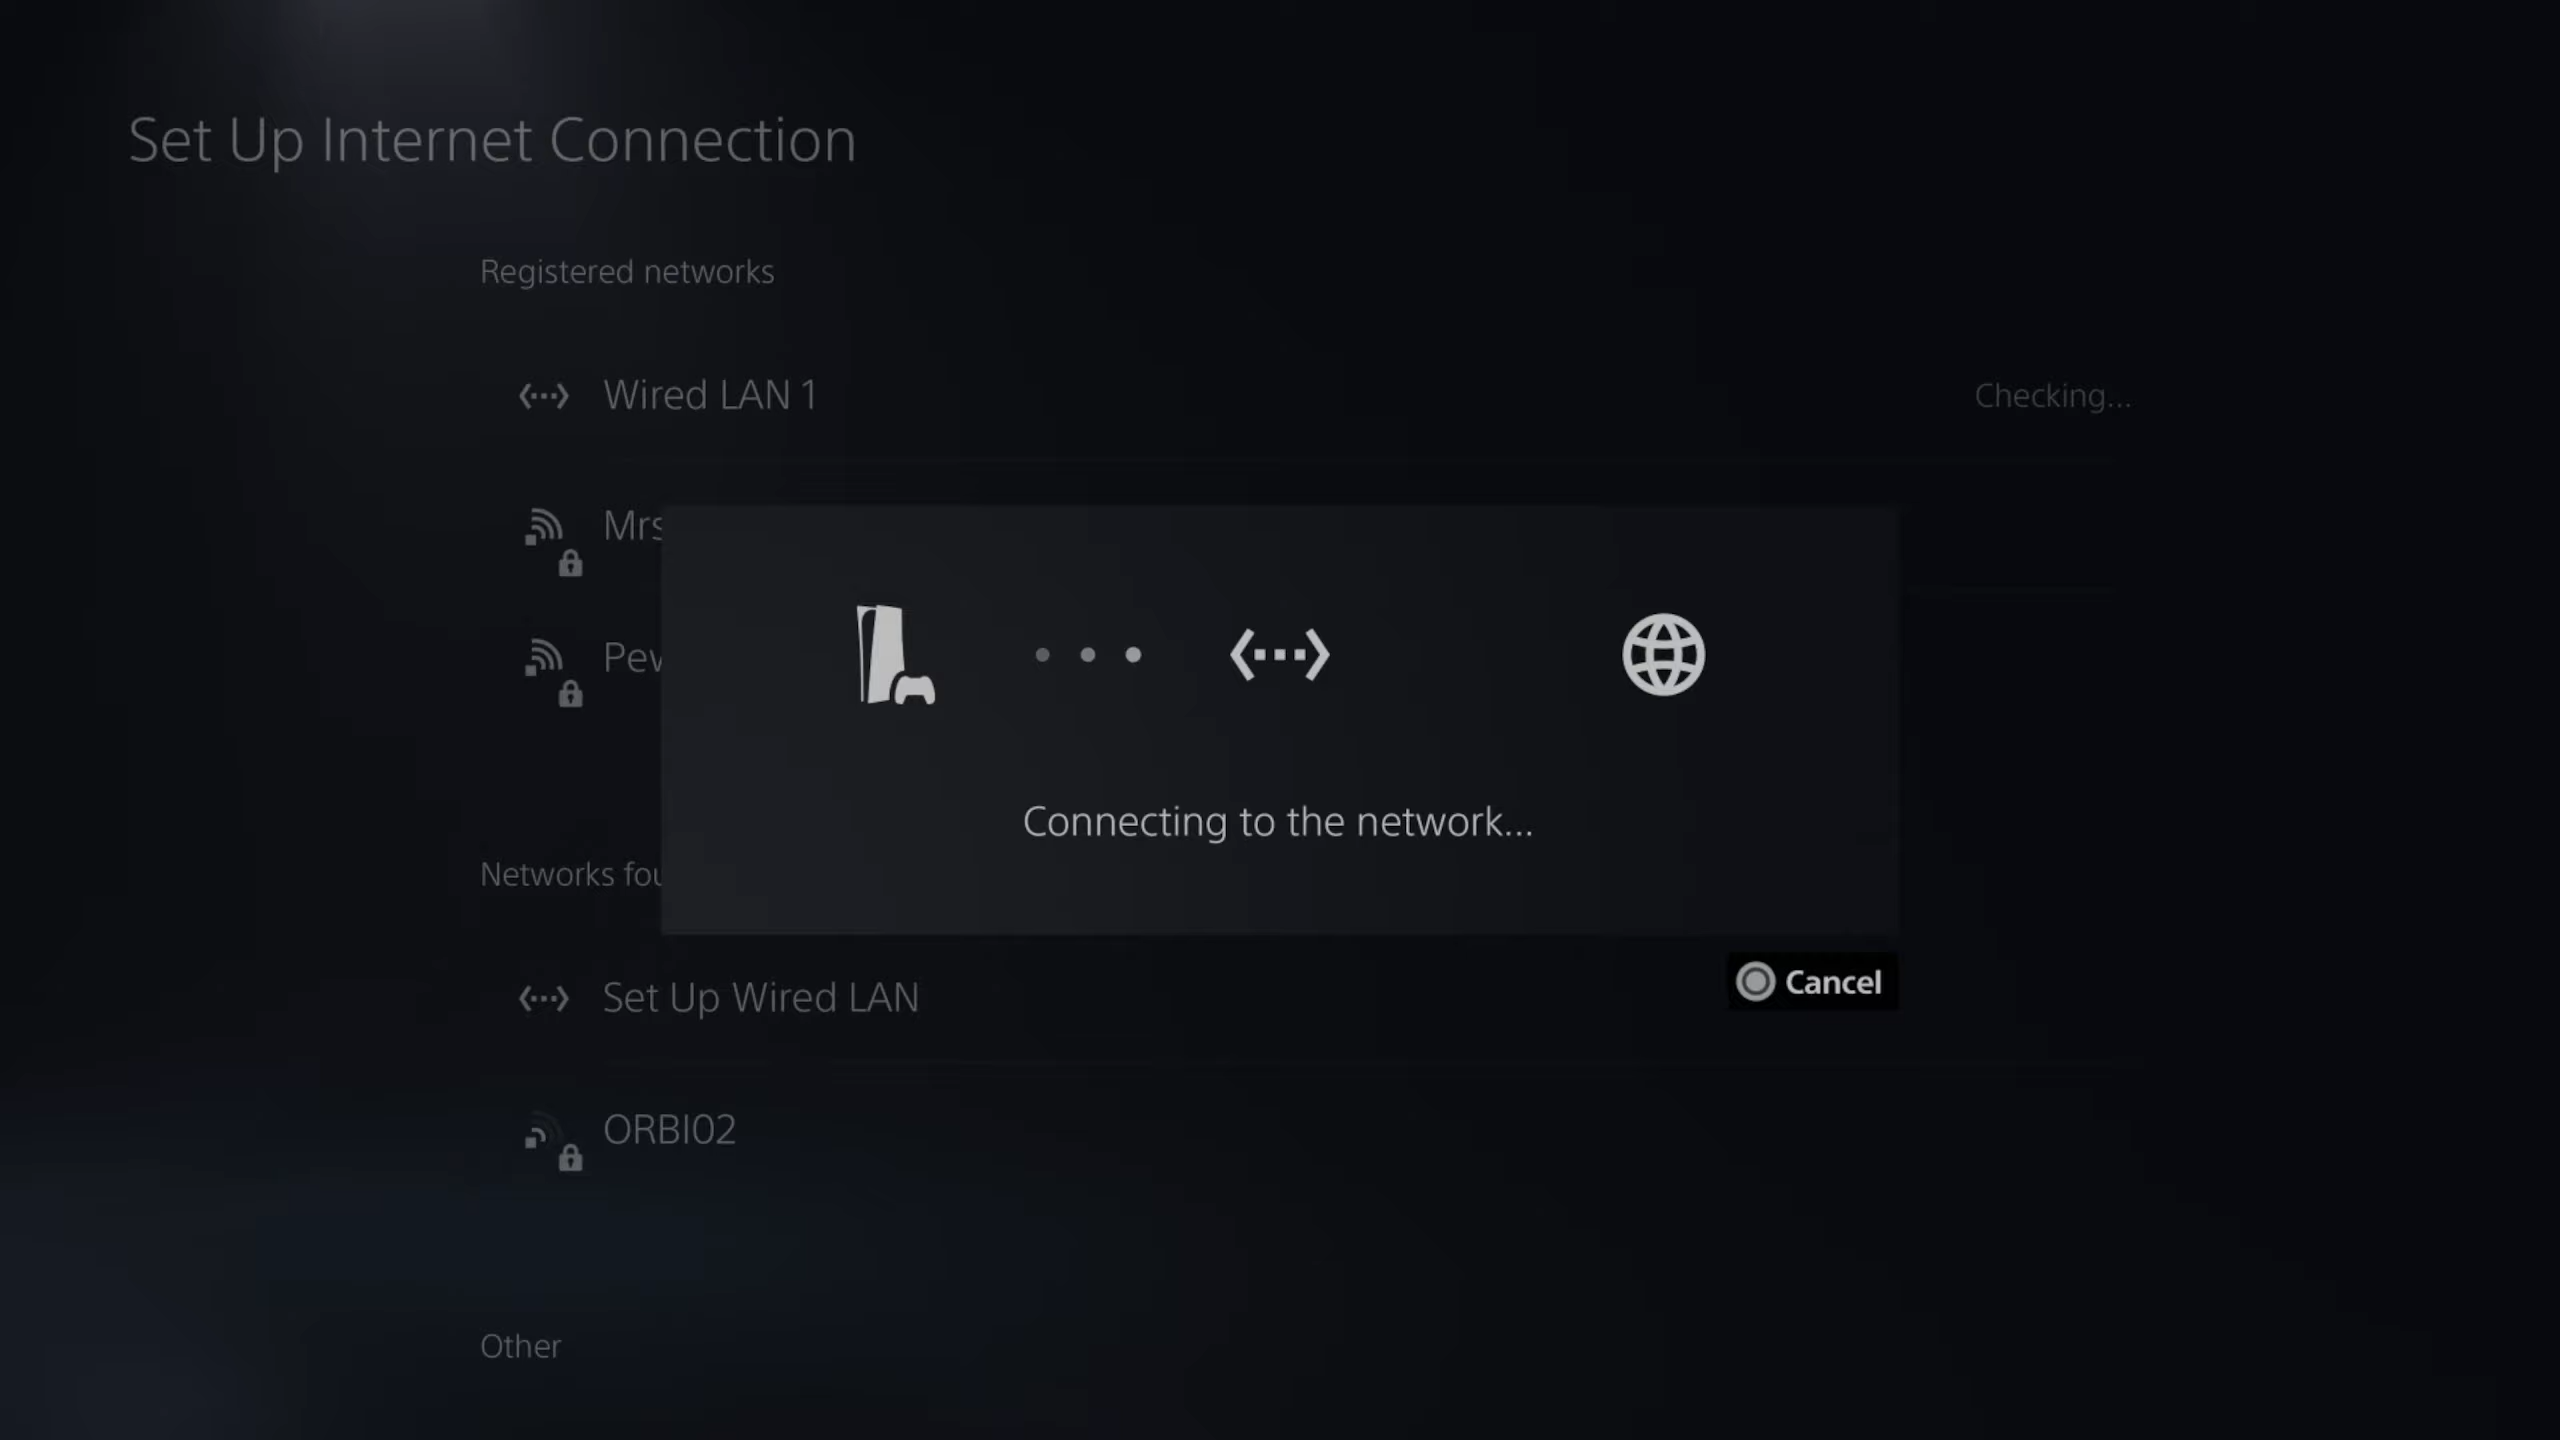 Set Up Internet Connection
Registered networks
Wired LAN 1
Checking...
Connecting to the network...
Networks
Set Up Wired LAN
Cancel
ORBI02
Other